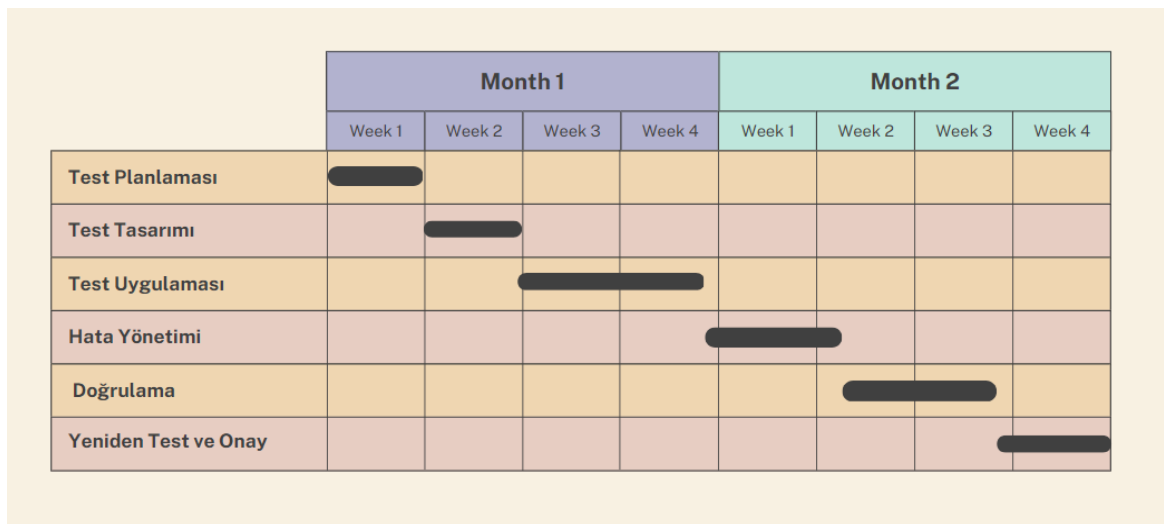 Month 1 Month 2
Week 1 Week 2 Week 3 Week 4 Week 1 Week 2 Week 3 Week 4
Test Planlaması
Test Tasarımı
Test Uygulaması
Hata Yönetimi
Doğrulama
Yeniden Test ve Onay